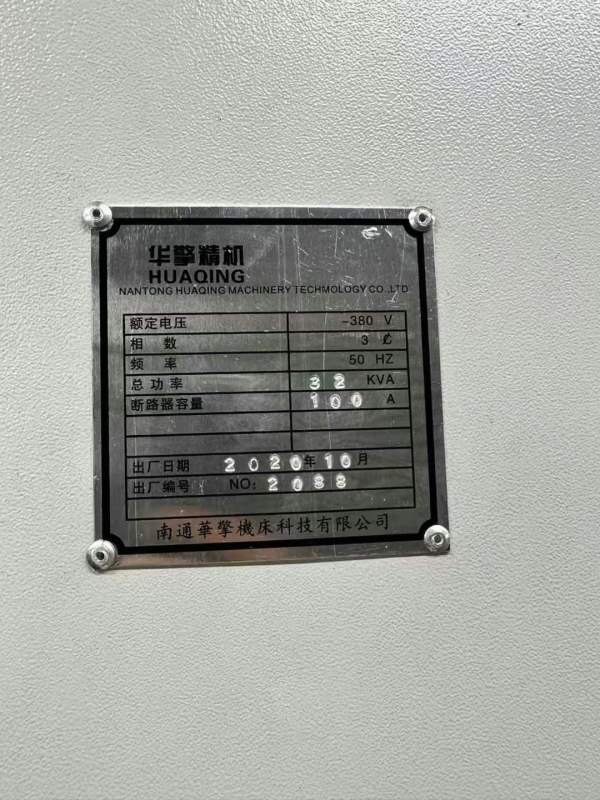 华擎精机
HUAQING
NANTONG HUAQING MACHINERY TECHNOLOGY CO.,LTD
额定电压 ~380 V
相 数 3
频 率 50 HZ
总功率 32 KVA
断路器容量 100 A
出厂日期 2020年10月
出厂编号 NO: 2088
南通華擎機床科技有限公司